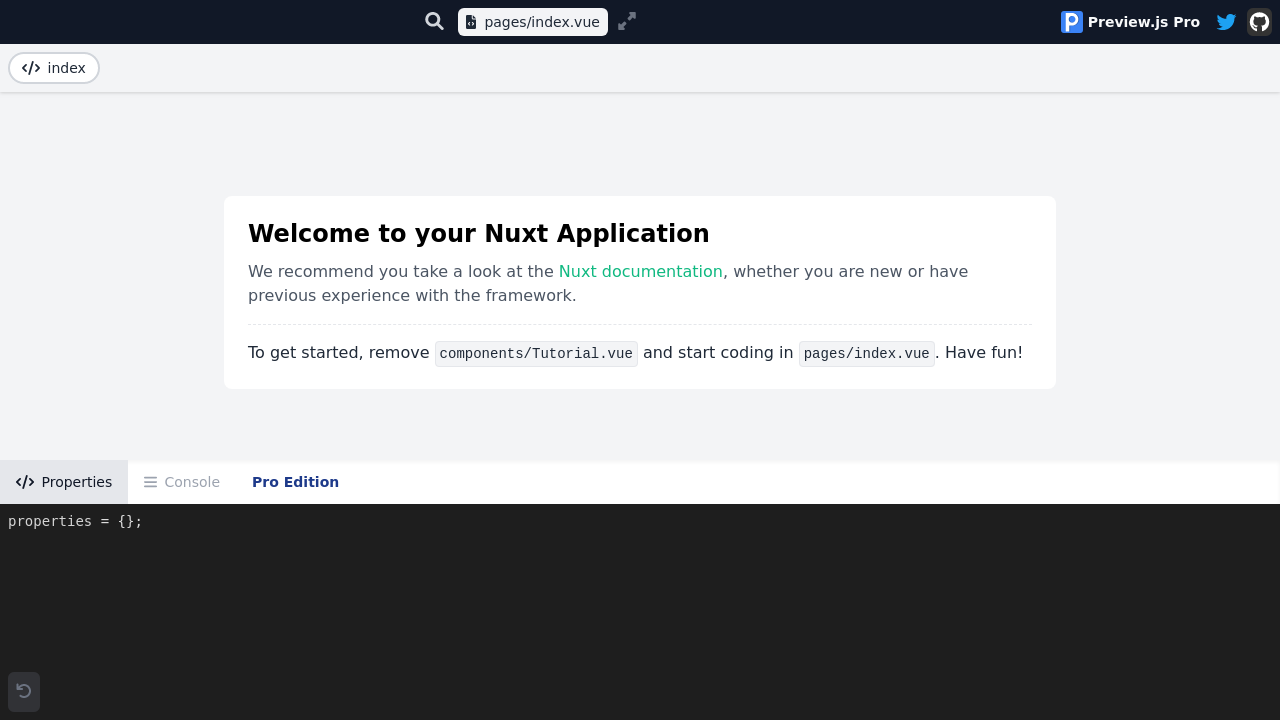 pages/index.vue
Preview.js Pro
index
Welcome to your Nuxt Application
We recommend you take a look at the Nuxt documentation, whether you are new or have
previous experience with the framework.
To get started, remove components/Tutorial.vue and start coding in pages/index.vue. Have fun!
Properties
Console
Pro Edition
properties = {};